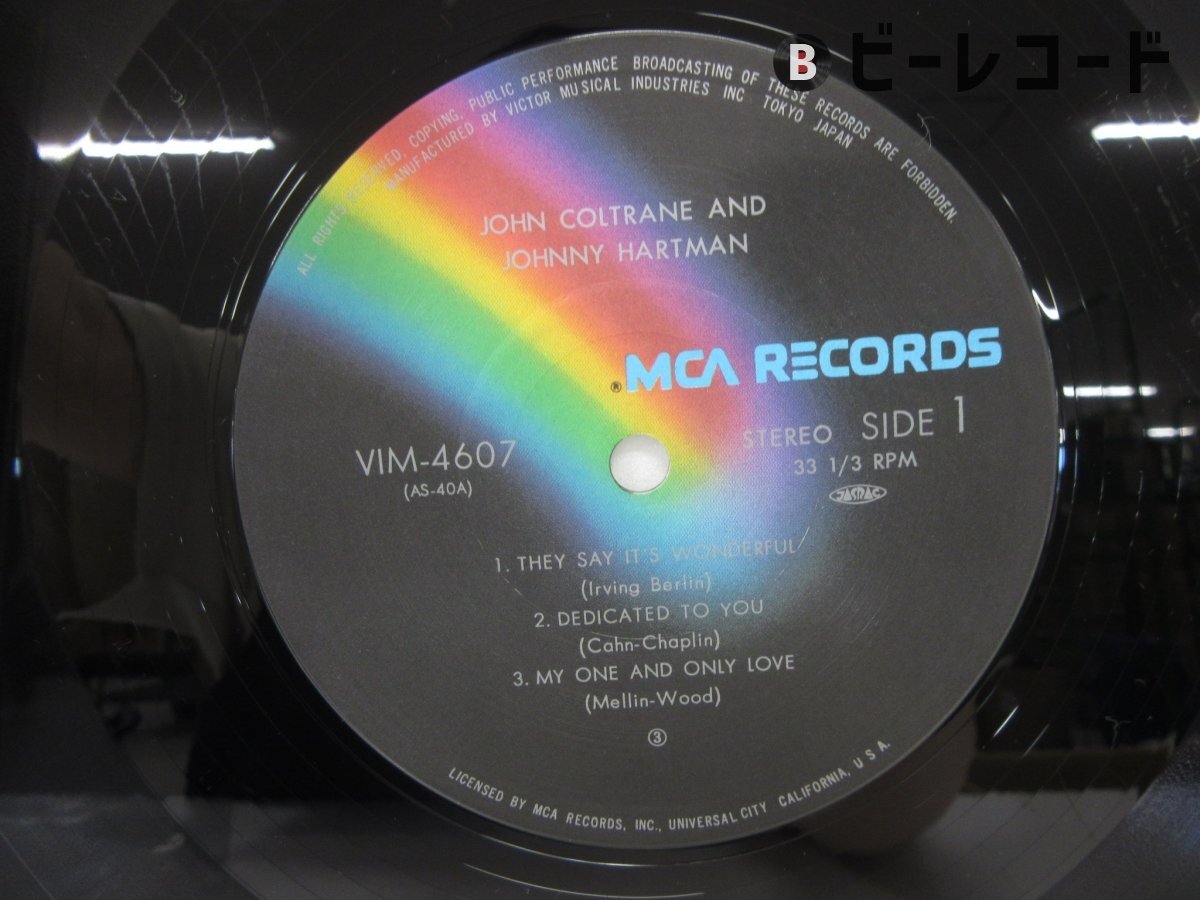 B ビーレコード
ALL RIGHTS RESERVED. COPYING, PUBLIC PERFORMANCE BROADCASTING OF THESE RECORDS ARE FORBIDDEN.
MANUFACTURED BY VICTOR MUSICAL INDUSTRIES INC TOKYO JAPAN
JOHN COLTRANE AND
JOHNNY HARTMAN
® MCA RECORDS
STEREO SIDE 1
33 1/3 RPM
JASRAC
VIM-4607
(AS-40A)
1. THEY SAY IT'S WONDERFUL
(Irving Berlin)
2. DEDICATED TO YOU
(Cahn-Chaplin)
3. MY ONE AND ONLY LOVE
(Mellin-Wood)
③
LICENSED BY MCA RECORDS, INC., UNIVERSAL CITY CALIFORNIA, U S A.